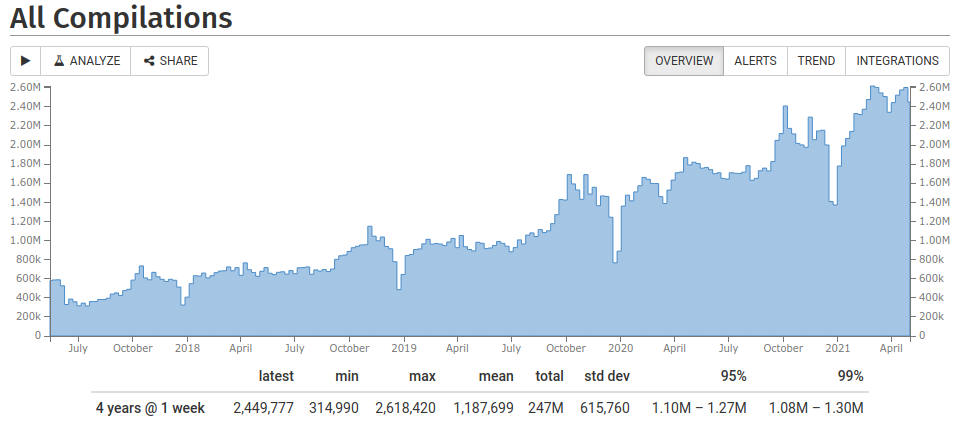 All Compilations
ANALYZE SHARE OVERVIEW ALERTS TREND INTEGRATIONS
2.60M 2.60M
2.40M 2.40M
2.20M 2.20M
2.00M 2.00M
1.80M 1.80M
1.60M 1.60M
1.40M 1.40M
1.20M 1.20M
1.00M 1.00M
800k 800k
600k 600k
400k 400k
200k 200k
0 0
July October 2018 April July October 2019 April July October 2020 April July October 2021 April
latest min max mean total std dev 95% 99%
4 years @ 1 week 2,449,777 314,990 2,618,420 1,187,699 247M 615,760 1.10M – 1.27M 1.08M – 1.30M